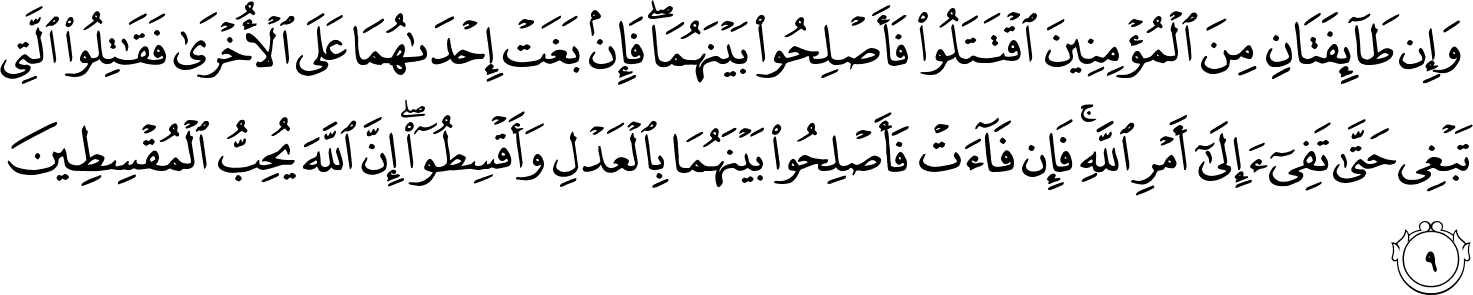 وَإِن طَآئِفَتَانِ مِنَ ٱلۡمُؤۡمِنِينَ ٱقۡتَتَلُواْ فَأَصۡلِحُواْ بَيۡنَهُمَاۖ فَإِنۢ بَغَتۡ إِحۡدَىٰهُمَا عَلَى ٱلۡأُخۡرَىٰ فَقَٰتِلُواْ ٱلَّتِي
تَبۡغِي حَتَّىٰ تَفِيٓءَ إِلَىٰٓ أَمۡرِ ٱللَّهِۚ فَإِن فَآءَتۡ فَأَصۡلِحُواْ بَيۡنَهُمَا بِٱلۡعَدۡلِ وَأَقۡسِطُوٓاْۖ إِنَّ ٱللَّهَ يُحِبُّ ٱلۡمُقۡسِطِينَ
٩